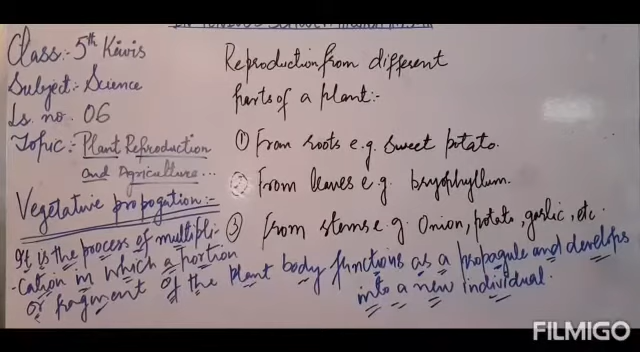 Class:- 5th Kiwis
Subject:- Science
Ls. no. 06
Topic:- Plant Reproduction
and Agriculture...
Vegetative propogation:-
It is the process of multipli-
-cation in which a portion
or fragment of the plant body functions as a propagule and develops
into a new individual.
Reproduction from different
parts of a plant:-
① From roots e.g. sweet potato.
② From leaves e.g. bryophyllum.
③ From stems e.g. Onion, potato, garlic, etc.
FILMIGO